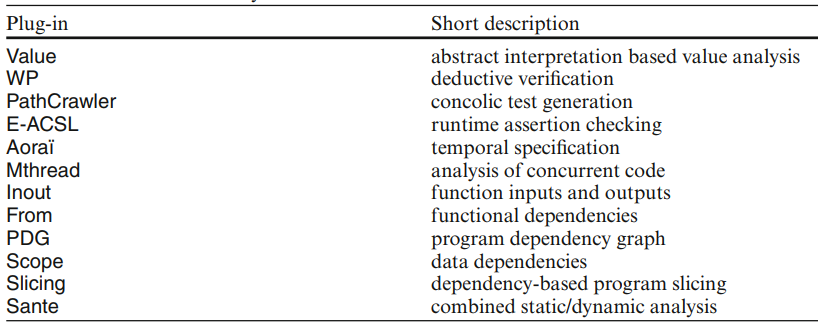 Plug-in Short description
Value abstract interpretation based value analysis
WP deductive verification
PathCrawler concolic test generation
E-ACSL runtime assertion checking
Aoraï temporal specification
Mthread analysis of concurrent code
Inout function inputs and outputs
From functional dependencies
PDG program dependency graph
Scope data dependencies
Slicing dependency-based program slicing
Sante combined static/dynamic analysis